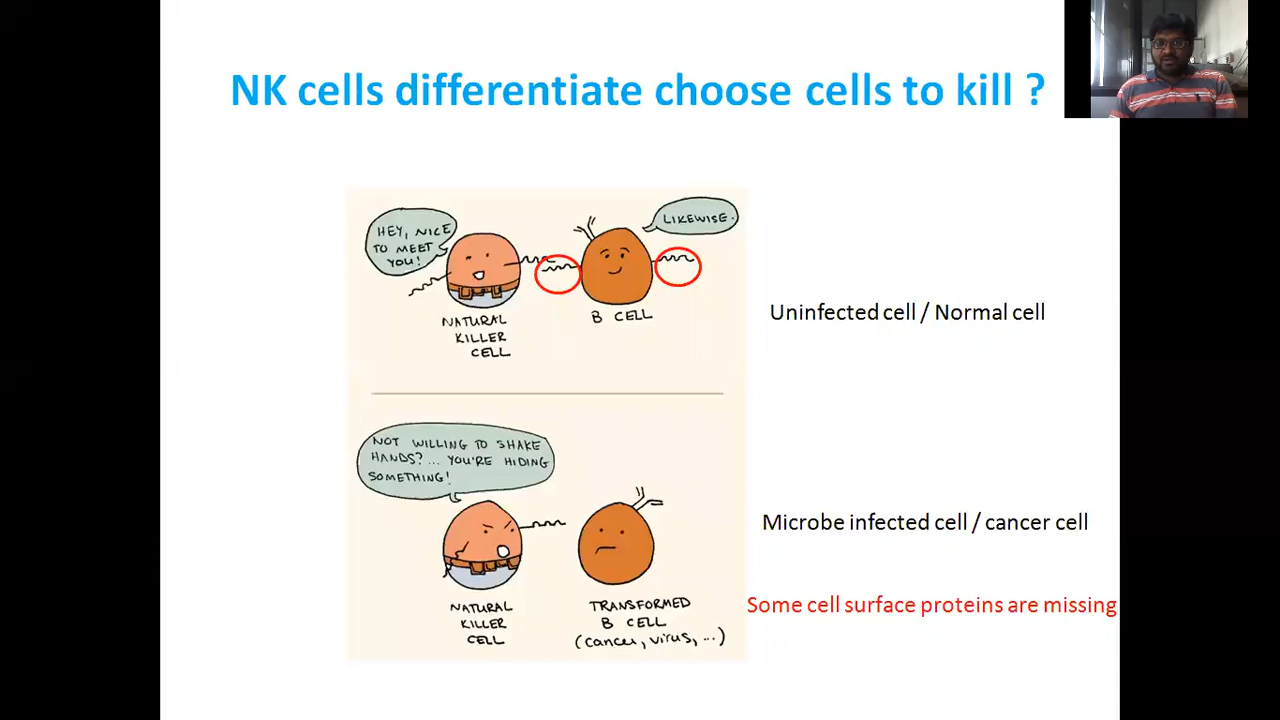 NK cells differentiate choose cells to kill ?
HEY, NICE
TO MEET
YOU!
LIKEWISE.
NATURAL
KILLER
CELL
B CELL
Uninfected cell / Normal cell
NOT WILLING TO SHAKE
HANDS? ... YOU'RE HIDING
SOMETHING!
NATURAL
KILLER
CELL
TRANSFORMED
B CELL
(cancer, virus, ...)
Microbe infected cell / cancer cell
Some cell surface proteins are missing